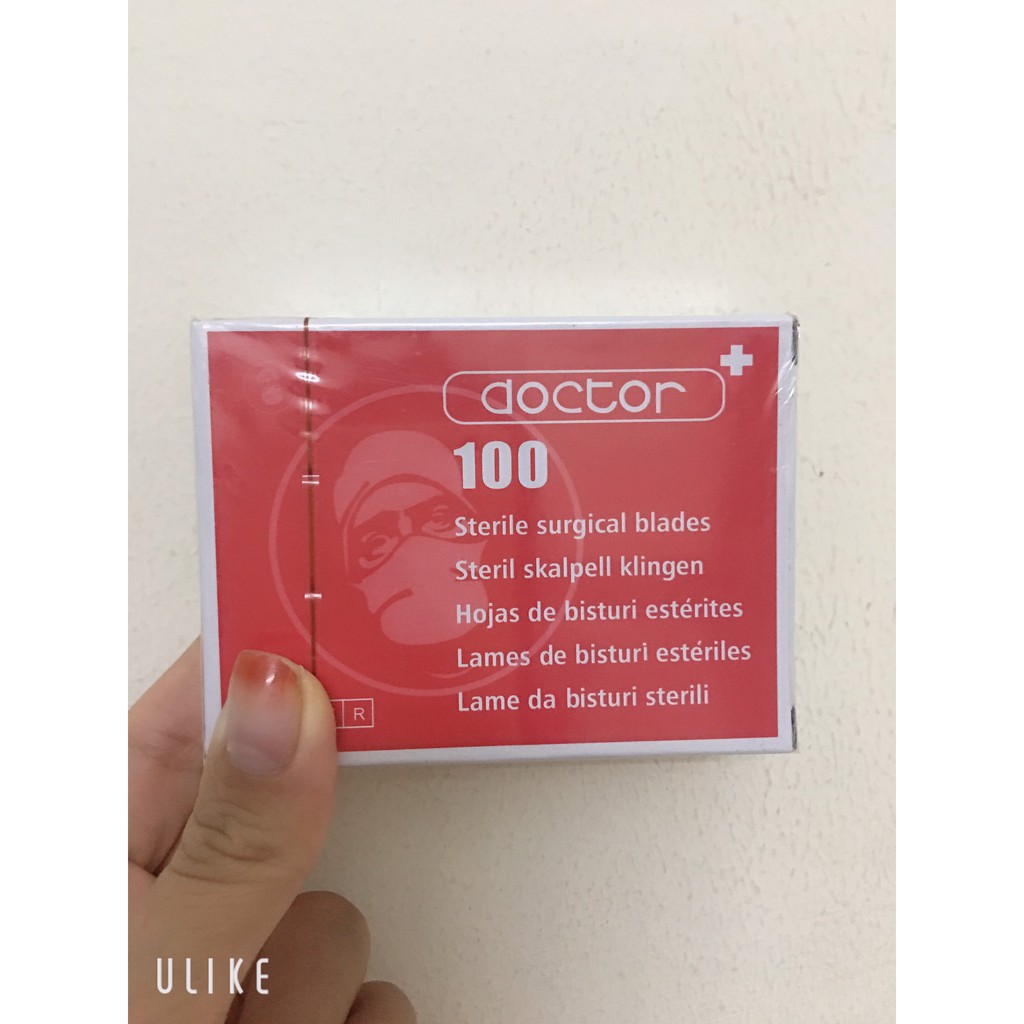 doctor
100
Sterile surgical blades
Steril skalpell klingen
Hojas de bisturi estérites
Lames de bisturi estériles
Lame da bisturi sterili
R
ULIKE